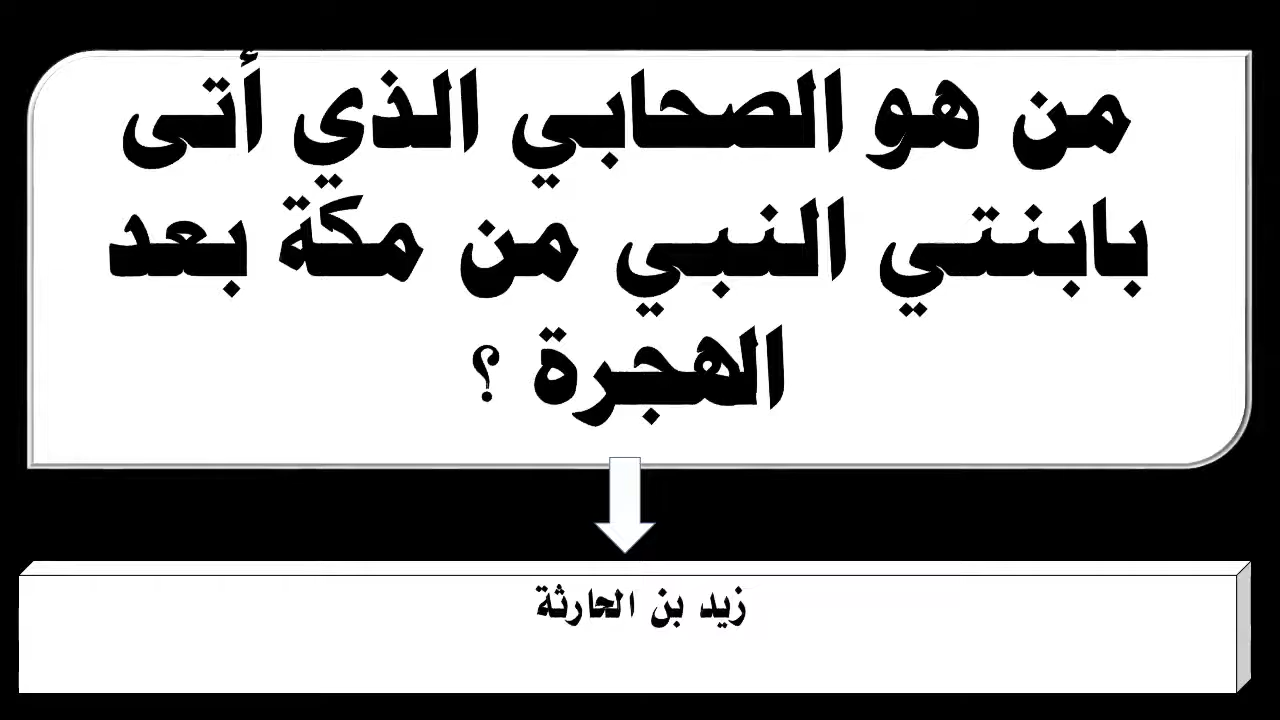 من هو الصحابي الذي أتى
بابنتي النبي من مكة بعد
الهجرة ؟
زيد بن الحارثة